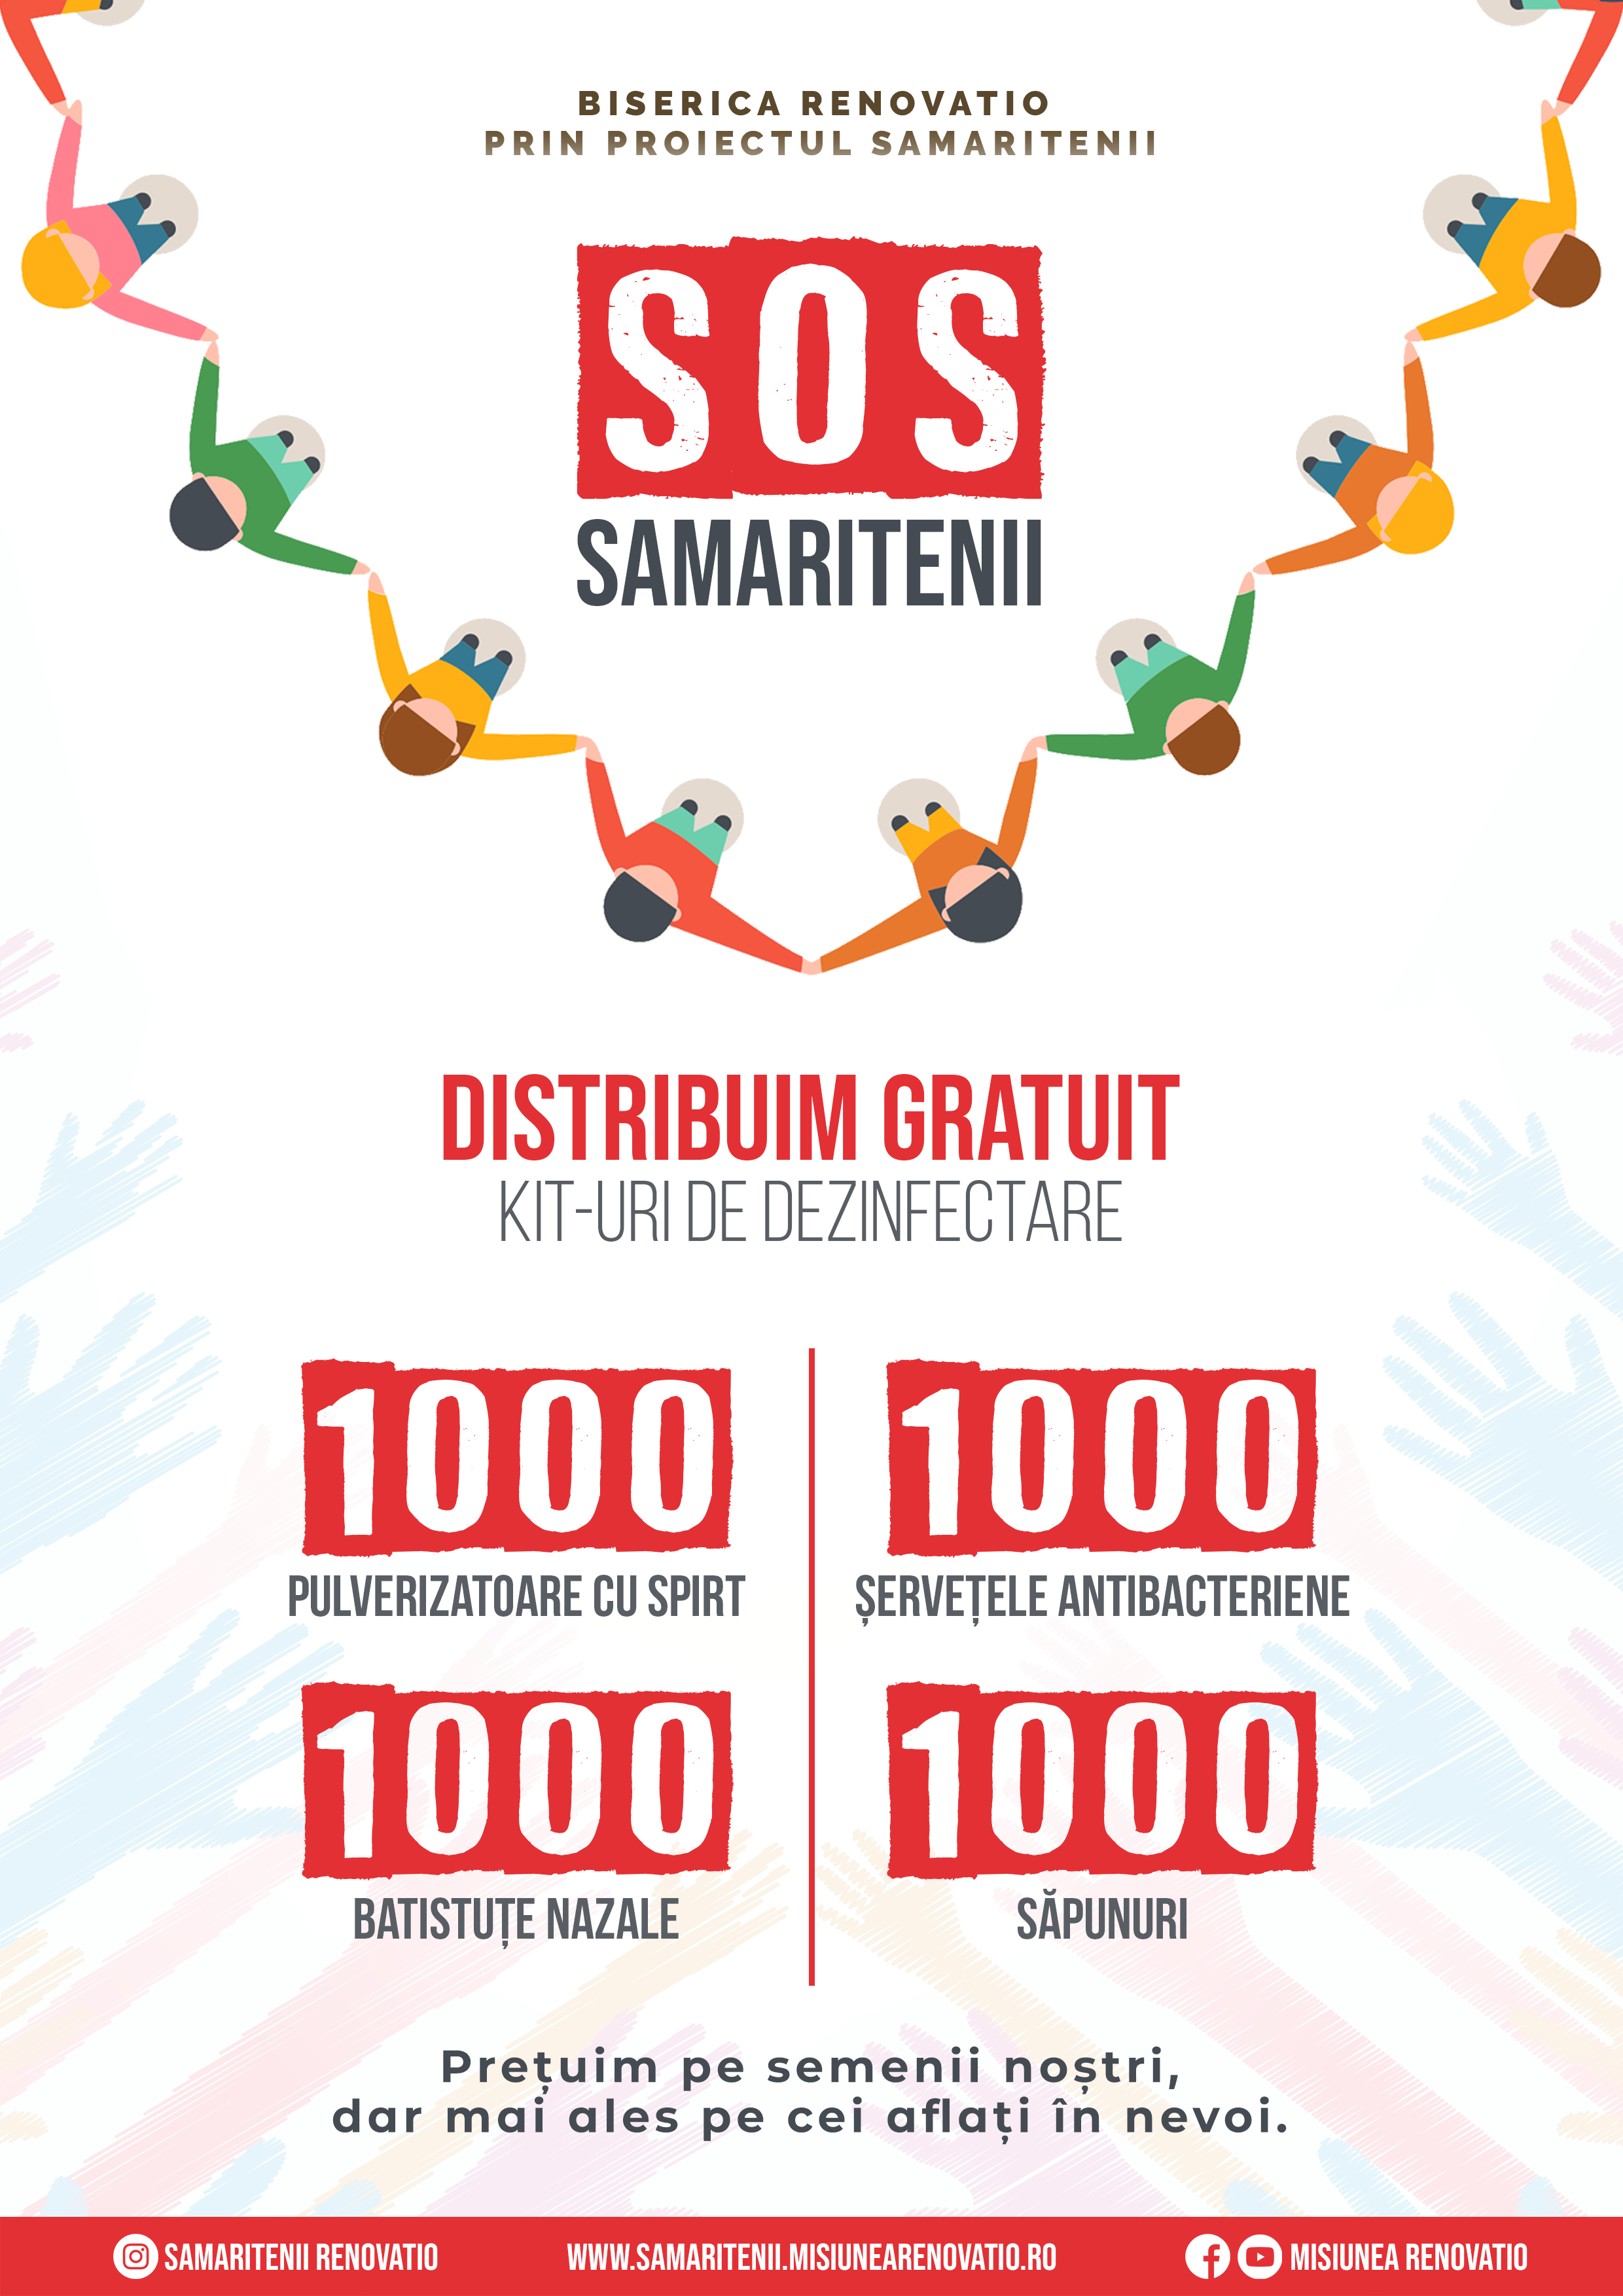 BISERICA RENOVATIO
PRIN PROIECTUL SAMARITENII
SOS
SAMARITENII
DISTRIBUIM GRATUIT
KIT-URI DE DEZINFECTARE
1000
PULVERIZATOARE CU SPIRT
1000
ȘERVEȚELE ANTIBACTERIENE
1000
BATISTUȚE NAZALE
1000
SĂPUNURI
Prețuim pe semenii noștri,
dar mai ales pe cei aflați în nevoi.
SAMARITENII RENOVATIO
WWW.SAMARITENII.MISIUNEARENOVATIO.RO
MISIUNEA RENOVATIO